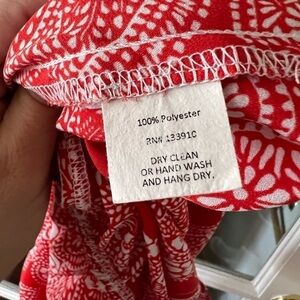 100% Polyester
RN# 133910
DRY CLEAN
OR HAND WASH
AND HANG DRY.